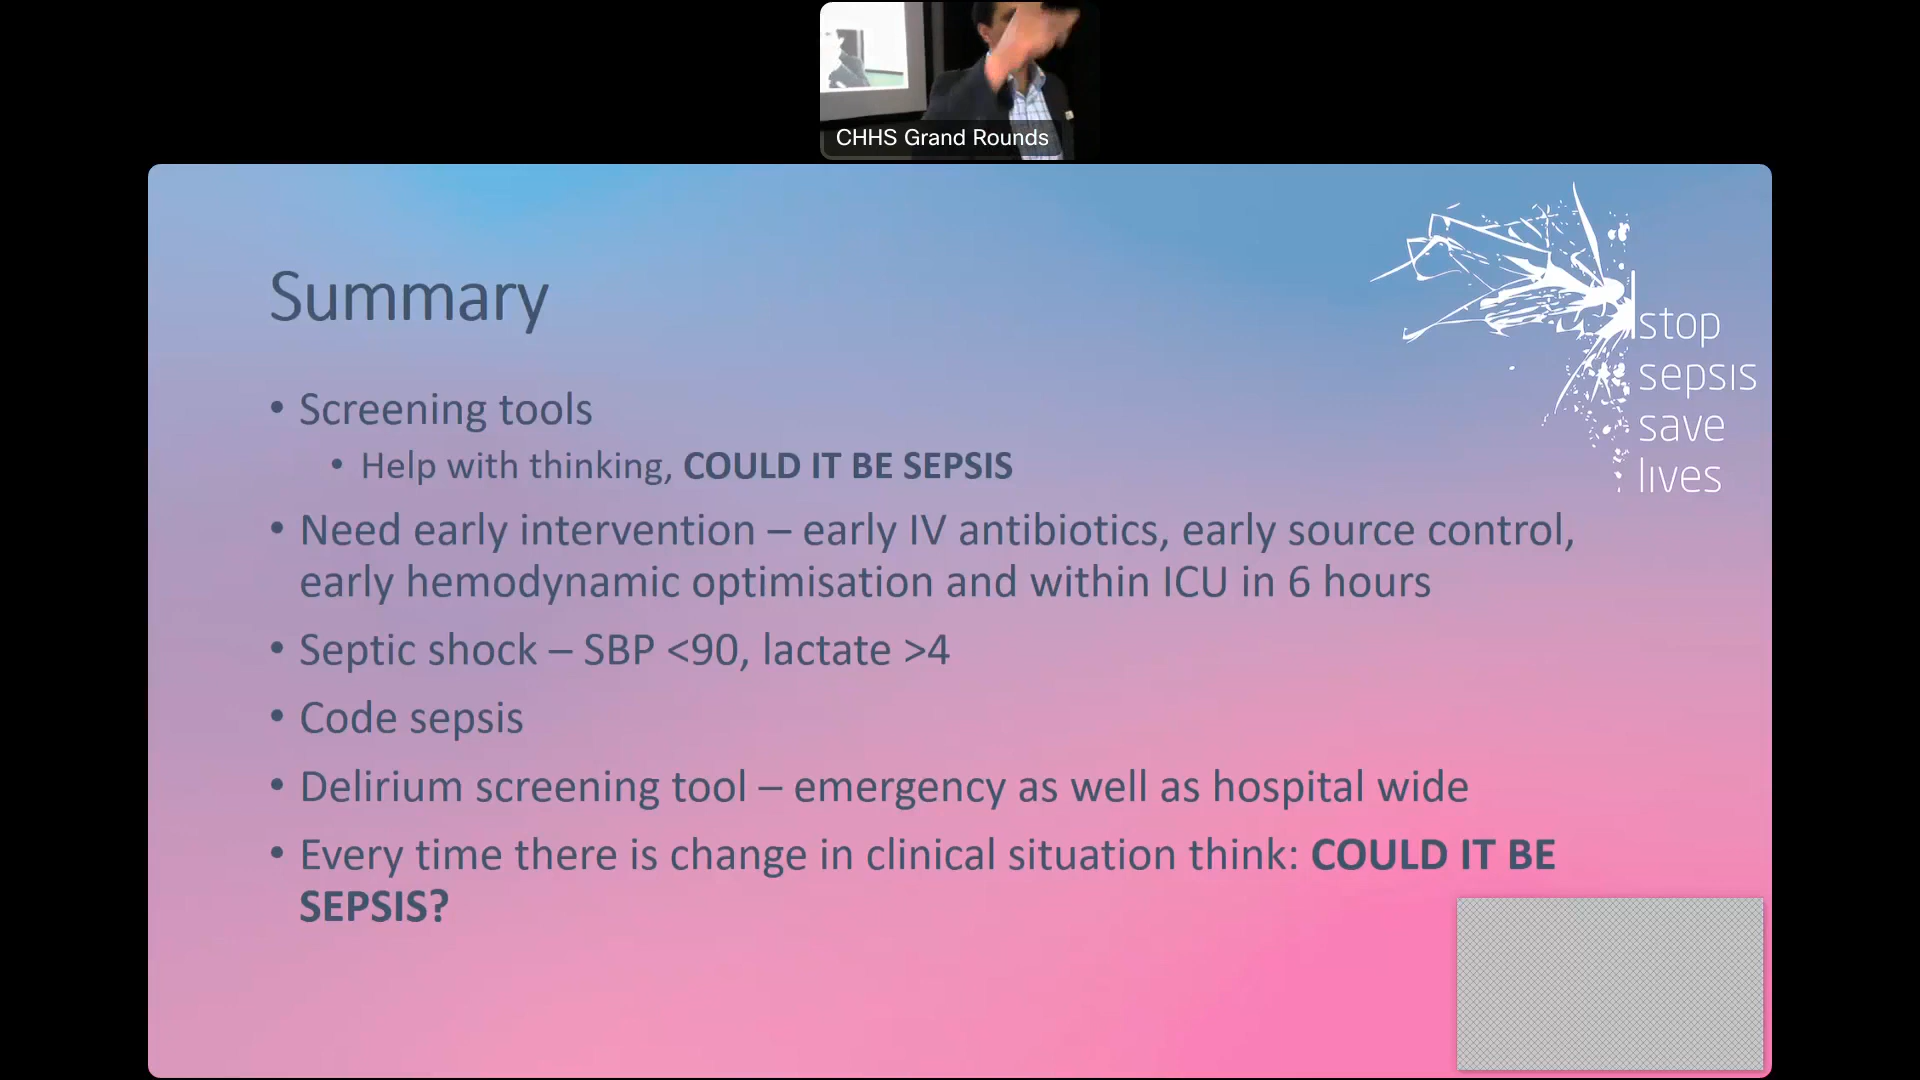 CHHS Grand Rounds
Summary
stop
sepsis
save
lives
• Screening tools
• Help with thinking, COULD IT BE SEPSIS
• Need early intervention – early IV antibiotics, early source control,
early hemodynamic optimisation and within ICU in 6 hours
• Septic shock – SBP <90, lactate >4
• Code sepsis
• Delirium screening tool – emergency as well as hospital wide
• Every time there is change in clinical situation think: COULD IT BE
SEPSIS?